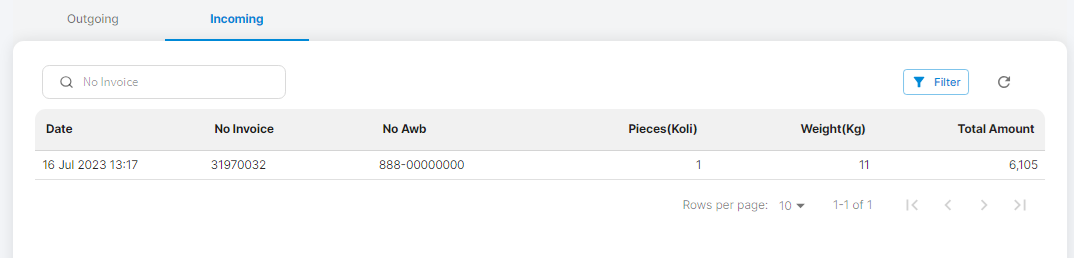 Outgoing Incoming
No Invoice Filter
Date No Invoice No Awb Pieces(Koli) Weight(Kg) Total Amount
16 Jul 2023 13:17 31970032 888-00000000 1 11 6,105
Rows per page: 10 1-1 of 1